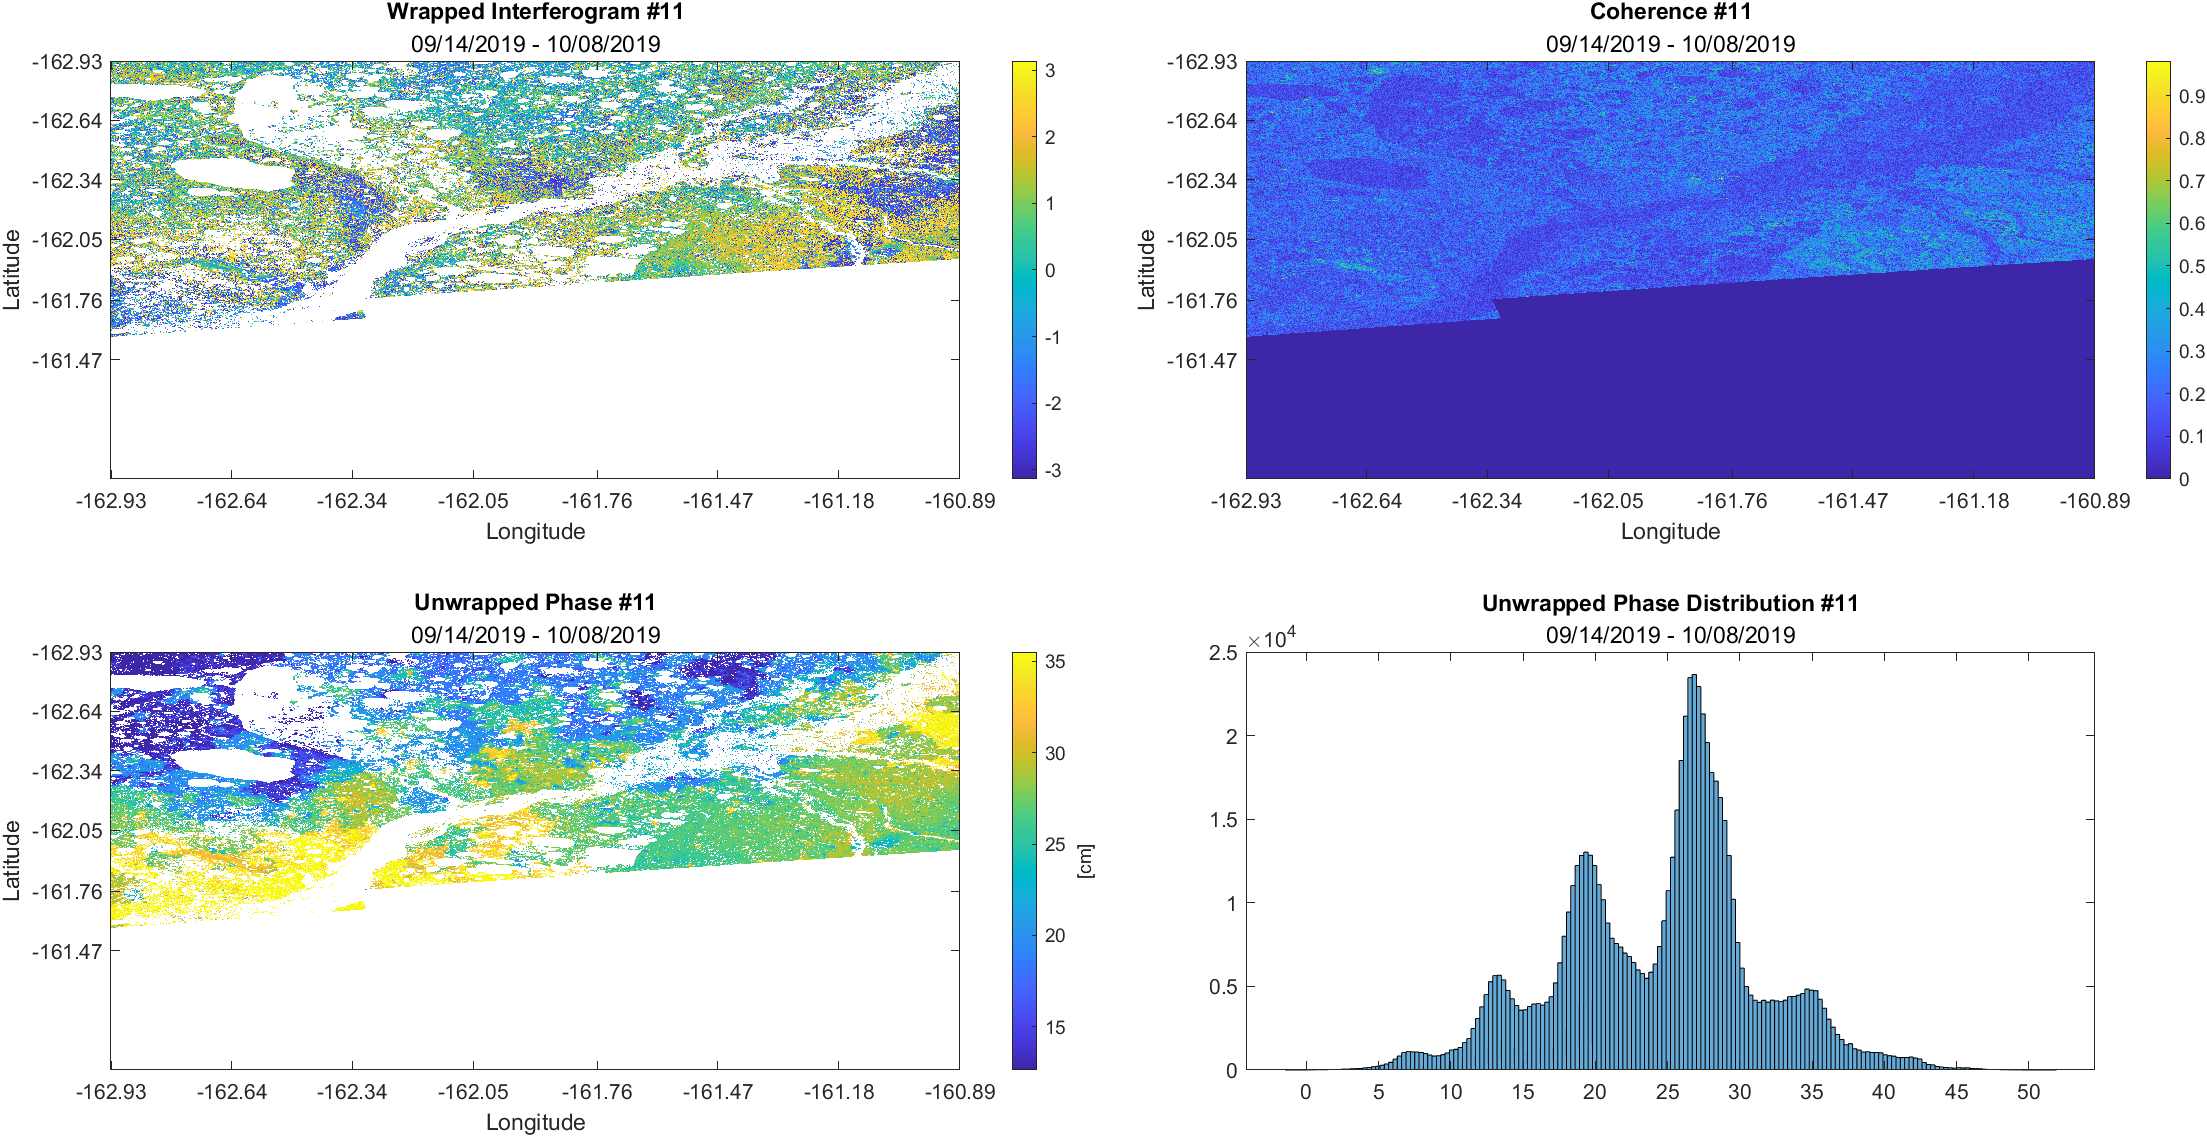 Wrapped Interferogram #11
09/14/2019 - 10/08/2019
-162.93
-162.64
-162.34
-162.05
-161.76
-161.47
Latitude
-162.93 -162.64 -162.34 -162.05 -161.76 -161.47 -161.18 -160.89
Longitude
3
2
1
0
-1
-2
-3
Coherence #11
09/14/2019 - 10/08/2019
-162.93
-162.64
-162.34
-162.05
-161.76
-161.47
Latitude
-162.93 -162.64 -162.34 -162.05 -161.76 -161.47 -161.18 -160.89
Longitude
0.9
0.8
0.7
0.6
0.5
0.4
0.3
0.2
0.1
0
Unwrapped Phase #11
09/14/2019 - 10/08/2019
-162.93
-162.64
-162.34
-162.05
-161.76
-161.47
Latitude
-162.93 -162.64 -162.34 -162.05 -161.76 -161.47 -161.18 -160.89
Longitude
35
30
25
20
15
[cm]
Unwrapped Phase Distribution #11
09/14/2019 - 10/08/2019
×10⁴
2.5
2
1.5
1
0.5
0
0 5 10 15 20 25 30 35 40 45 50